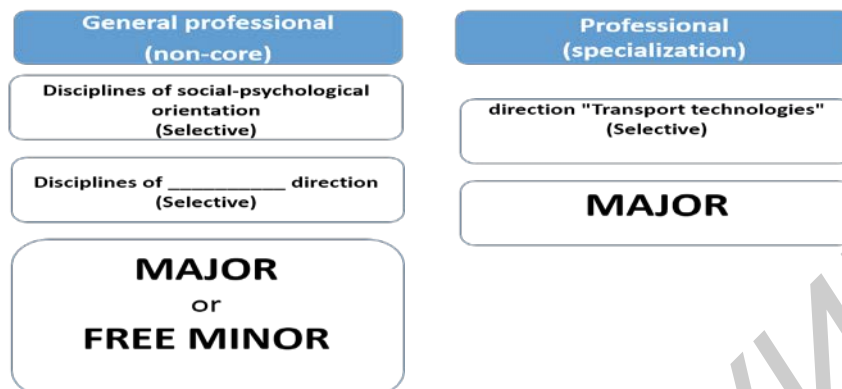 General professional
(non-core)
Disciplines of social-psychological
orientation
(Selective)
Disciplines of __________ direction
(Selective)
MAJOR
or
FREE MINOR
Professional
(specialization)
direction "Transport technologies"
(Selective)
MAJOR